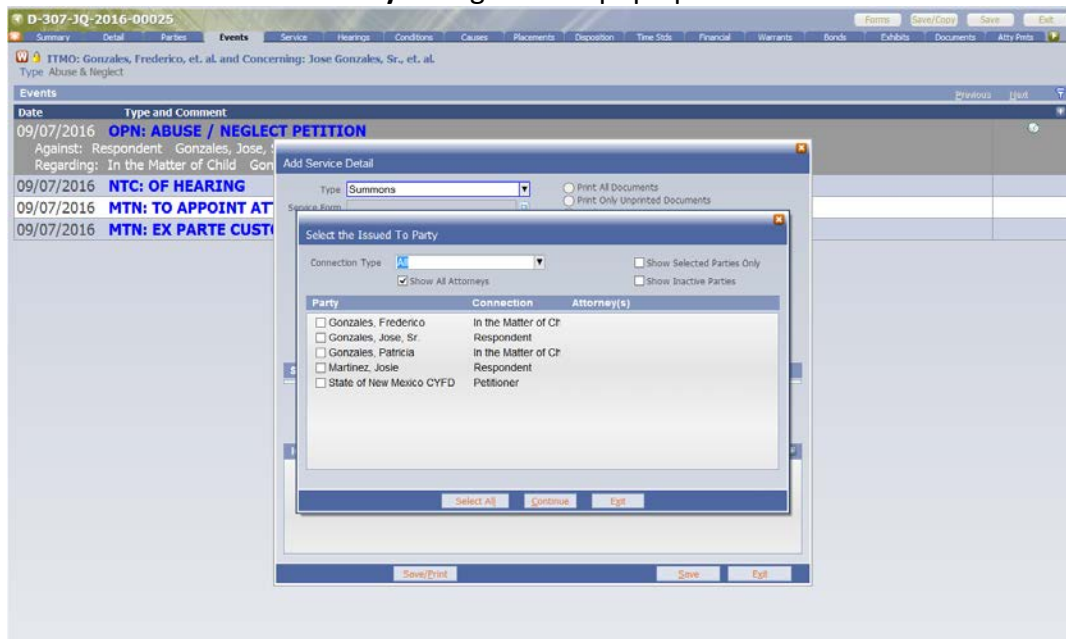 D-307-JQ-2016-00025 Forms Save/Copy Save Exit
Summary Detail Parties Events Service Hearings Conditions Causes Placements Disposition Time Stds Financial Warrants Bonds Exhibits Documents Atty Pmts
ITMO: Gonzales, Frederico, et. al. and Concerning: Jose Gonzales, Sr., et. al.
Type Abuse & Neglect
Events Previous Next
Date Type and Comment
09/07/2016 OPN: ABUSE / NEGLECT PETITION
Against: Respondent Gonzales, Jose,
Regarding: In the Matter of Child Gon
09/07/2016 NTC: OF HEARING
09/07/2016 MTN: TO APPOINT AT
09/07/2016 MTN: EX PARTE CUST
Add Service Detail
Type Summons Print All Documents
Service Form Print Only Unprinted Documents
Select the Issued To Party
Connection Type All Show Selected Parties Only
Show All Attorneys Show Inactive Parties
Party Connection Attorney(s)
Gonzales, Frederico In the Matter of Ch
Gonzales, Jose, Sr. Respondent
Gonzales, Patricia In the Matter of Ch
Martinez, Josie Respondent
State of New Mexico CYFD Petitioner
Select All Continue Exit
Save/Print Save Exit